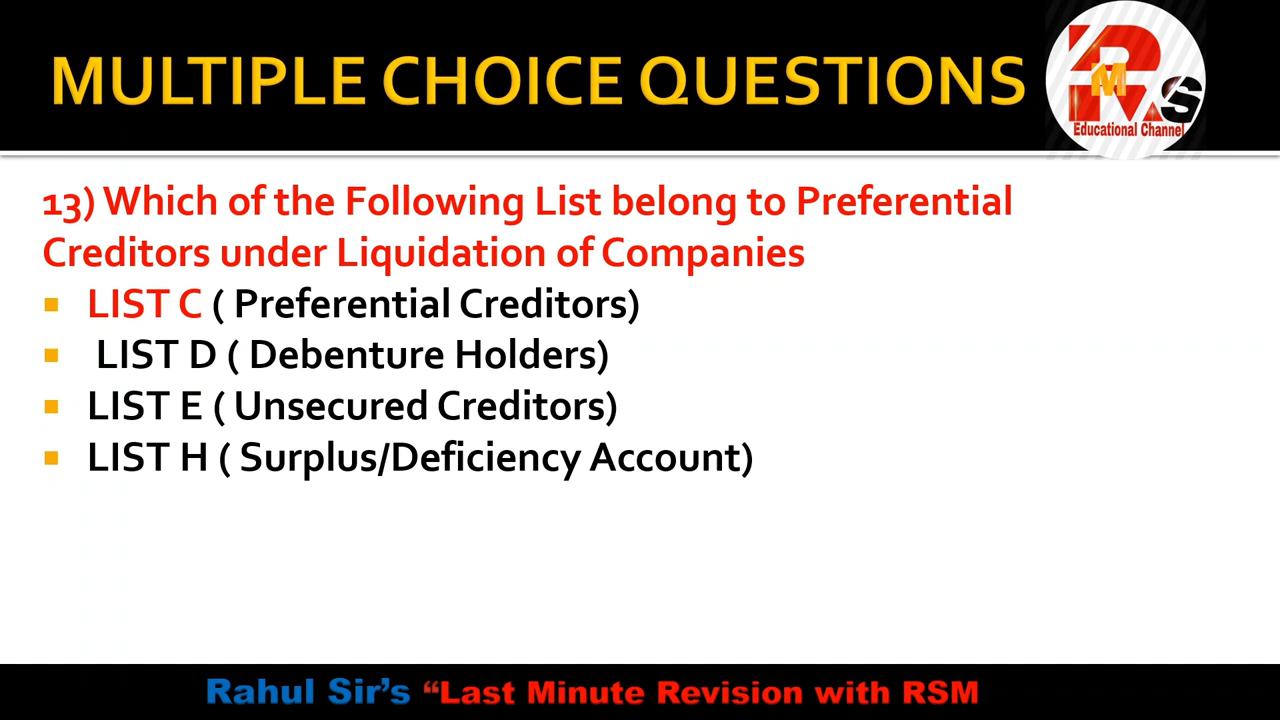 MULTIPLE CHOICE QUESTIONS
R M S
Educational Channel
13) Which of the Following List belong to Preferential
Creditors under Liquidation of Companies
LIST C ( Preferential Creditors)
LIST D ( Debenture Holders)
LIST E ( Unsecured Creditors)
LIST H ( Surplus/Deficiency Account)
Rahul Sir's "Last Minute Revision with RSM